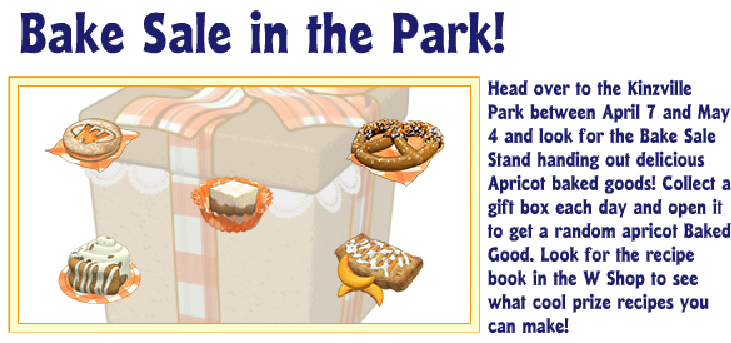 Bake Sale in the Park!
Head over to the Kinzville
Park between April 7 and May
4 and look for the Bake Sale
Stand handing out delicious
Apricot baked goods! Collect a
gift box each day and open it
to get a random apricot Baked
Good. Look for the recipe
book in the W Shop to see
what cool prize recipes you
can make!
W